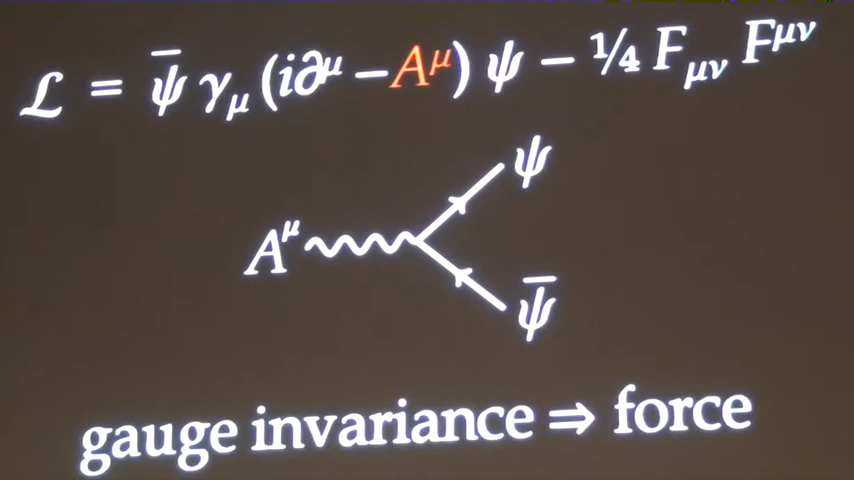 ℒ = ψ̄ γ_μ (i∂^μ − A^μ) ψ − ¼ F_μν F^μν
ψ
A^μ
ψ̄
gauge invariance ⇒ force